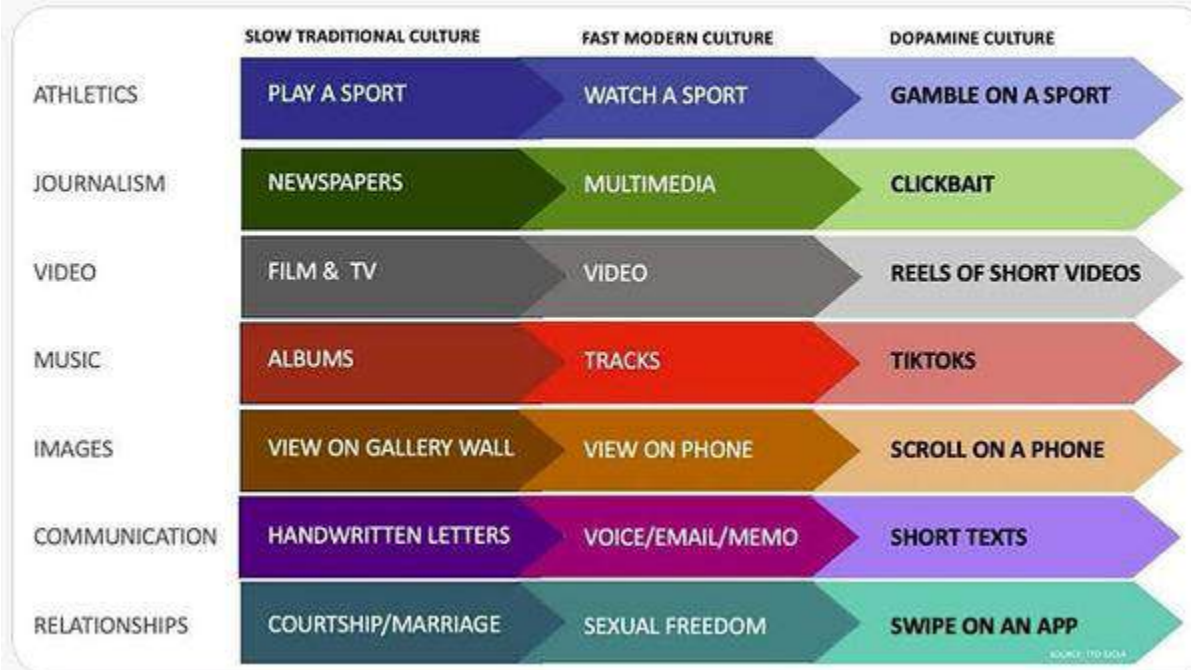 SLOW TRADITIONAL CULTURE FAST MODERN CULTURE DOPAMINE CULTURE
ATHLETICS PLAY A SPORT WATCH A SPORT GAMBLE ON A SPORT
JOURNALISM NEWSPAPERS MULTIMEDIA CLICKBAIT
VIDEO FILM & TV VIDEO REELS OF SHORT VIDEOS
MUSIC ALBUMS TRACKS TIKTOKS
IMAGES VIEW ON GALLERY WALL VIEW ON PHONE SCROLL ON A PHONE
COMMUNICATION HANDWRITTEN LETTERS VOICE/EMAIL/MEMO SHORT TEXTS
RELATIONSHIPS COURTSHIP/MARRIAGE SEXUAL FREEDOM SWIPE ON AN APP
SOURCE: